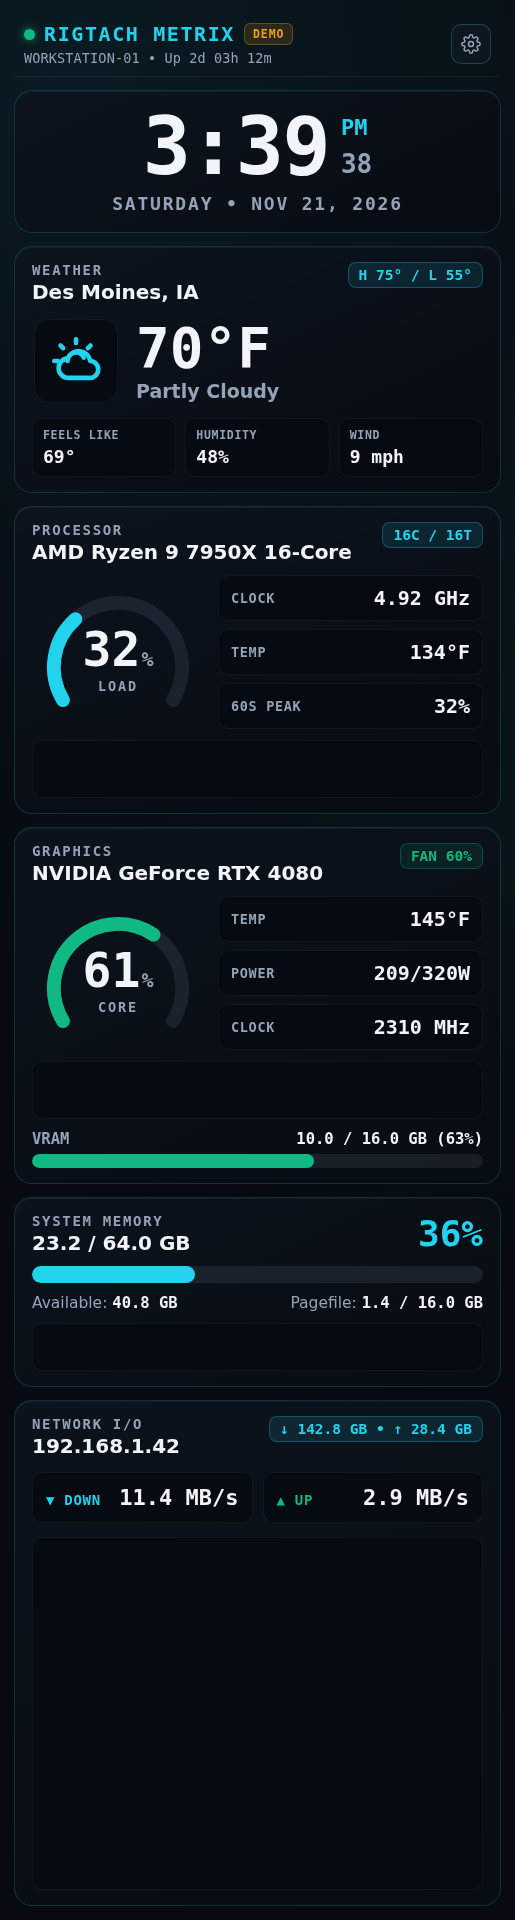 RIGTACH METRIX DEMO
WORKSTATION-01 • Up 2d 03h 12m
3:39 PM
38
SATURDAY • NOV 21, 2026
WEATHER
Des Moines, IA
H 75° / L 55°
70°F
Partly Cloudy
FEELS LIKE
69°
HUMIDITY
48%
WIND
9 mph
PROCESSOR
AMD Ryzen 9 7950X 16-Core
16C / 16T
32%
LOAD
CLOCK 4.92 GHz
TEMP 134°F
60S PEAK 32%
GRAPHICS
NVIDIA GeForce RTX 4080
FAN 60%
61%
CORE
TEMP 145°F
POWER 209/320W
CLOCK 2310 MHz
VRAM 10.0 / 16.0 GB (63%)
SYSTEM MEMORY
23.2 / 64.0 GB
36%
Available: 40.8 GB Pagefile: 1.4 / 16.0 GB
NETWORK I/O
192.168.1.42
↓ 142.8 GB • ↑ 28.4 GB
▼ DOWN 11.4 MB/s
▲ UP 2.9 MB/s